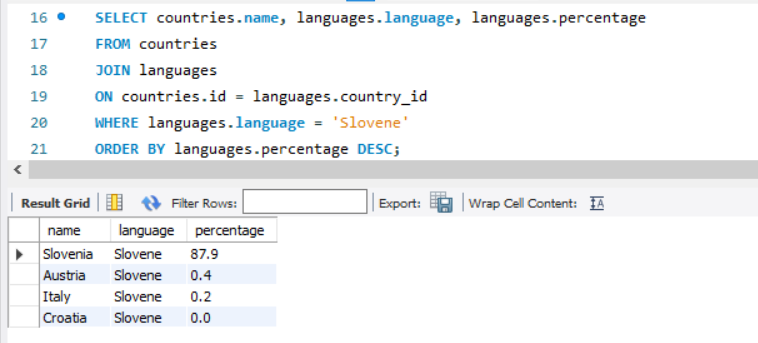 16 SELECT countries.name, languages.language, languages.percentage
17 FROM countries
18 JOIN languages
19 ON countries.id = languages.country_id
20 WHERE languages.language = 'Slovene'
21 ORDER BY languages.percentage DESC;
Result Grid Filter Rows: Export: Wrap Cell Content: IA
name language percentage
Slovenia Slovene 87.9
Austria Slovene 0.4
Italy Slovene 0.2
Croatia Slovene 0.0